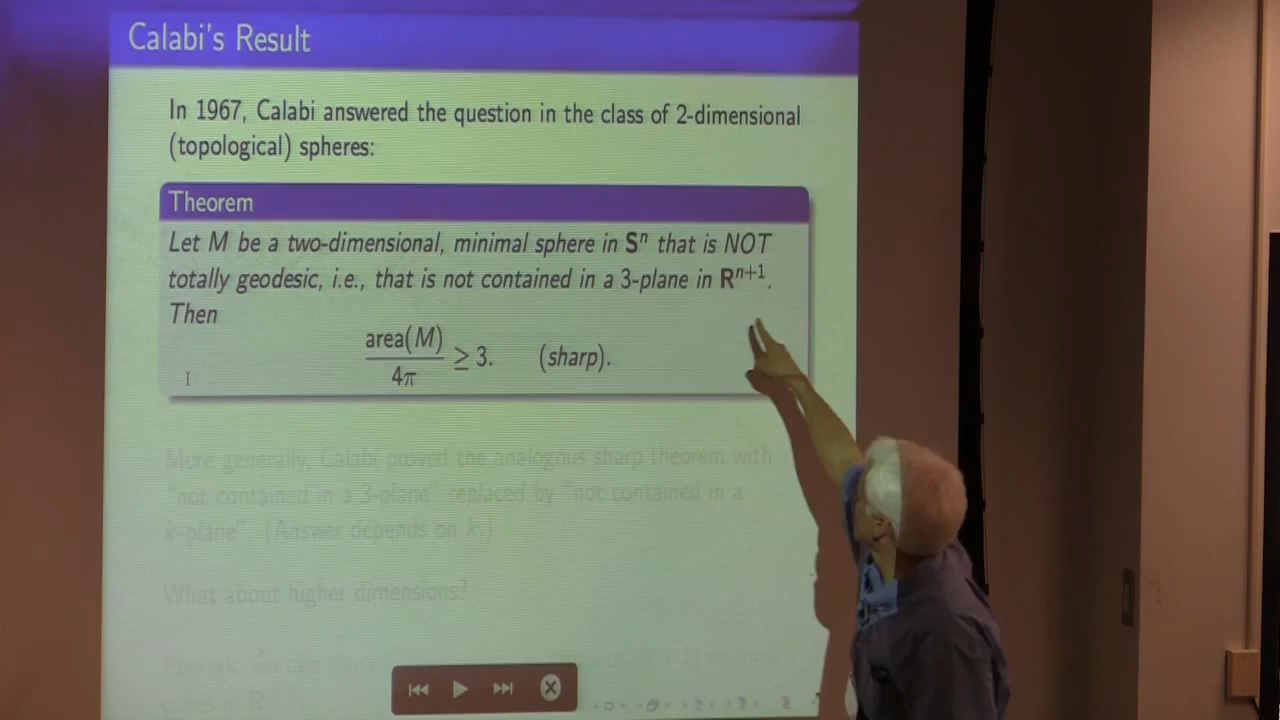 Calabi's Result
In 1967, Calabi answered the question in the class of 2-dimensional
(topological) spheres:
Theorem
Let M be a two-dimensional, minimal sphere in Sⁿ that is NOT
totally geodesic, i.e., that is not contained in a 3-plane in Rⁿ⁺¹.
Then
area(M)
≥ 3. (sharp).
4π
More generally, Calabi proved the analogous sharp theorem with
"not contained in a 3-plane" replaced by "not contained in a
k-plane". (Answer depends on k.)
What about higher dimensions?